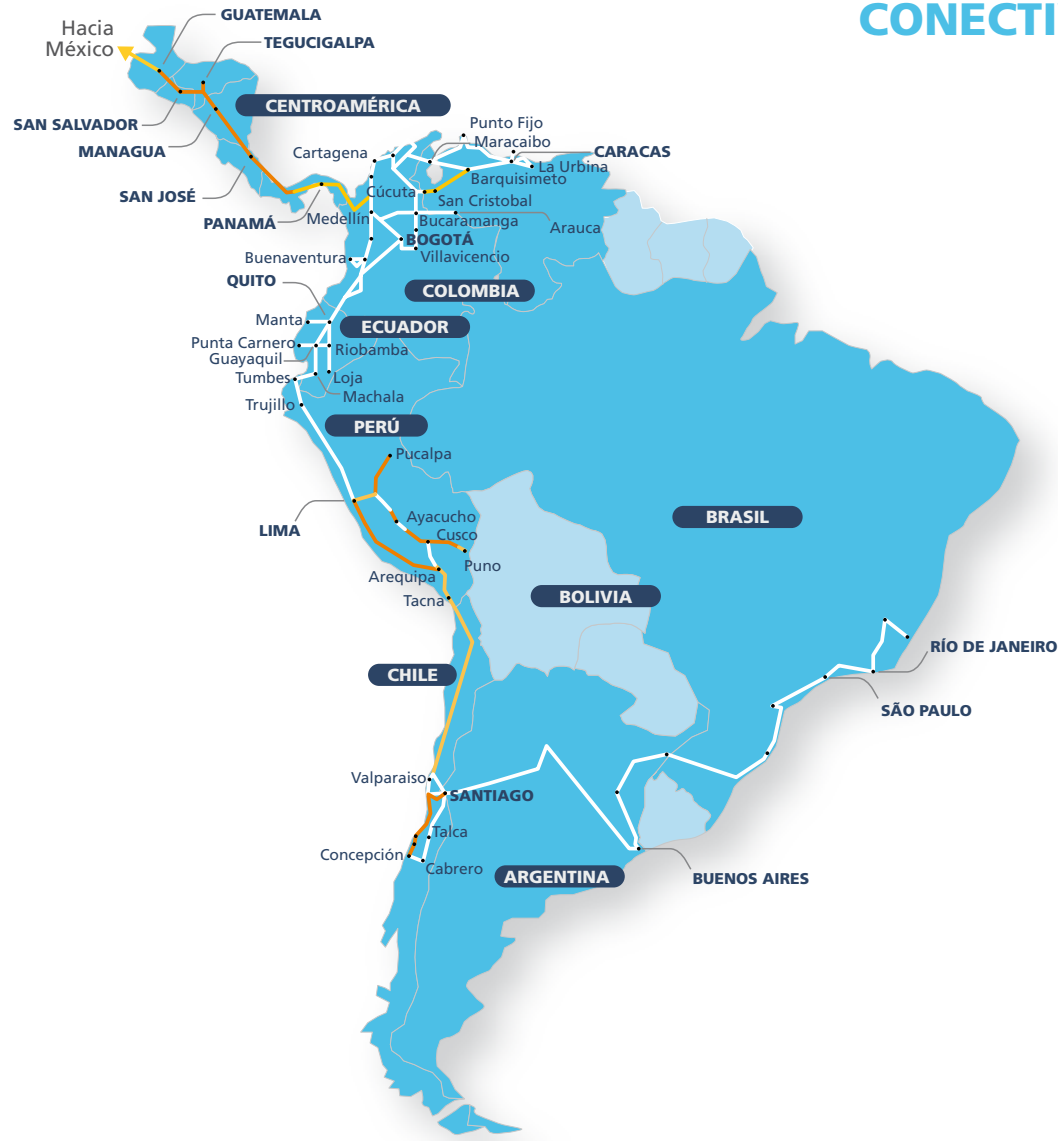 CONECTI
GUATEMALA
Hacia
México
TEGUCIGALPA
CENTROAMÉRICA
SAN SALVADOR
MANAGUA
Punto Fijo
Maracaibo
Cartagena
CARACAS
La Urbina
Barquisimeto
Cúcuta
SAN JOSÉ
San Cristobal
PANAMÁ
Medellín
Bucaramanga
Arauca
BOGOTÁ
Buenaventura
Villavicencio
QUITO
COLOMBIA
Manta
ECUADOR
Punta Carnero
Riobamba
Guayaquil
Tumbes
Loja
Machala
Trujillo
PERÚ
Pucalpa
Ayacucho
BRASIL
LIMA
Cusco
Puno
Arequipa
BOLIVIA
Tacna
RÍO DE JANEIRO
CHILE
SÃO PAULO
Valparaiso
SANTIAGO
Talca
Concepción
Cabrero
ARGENTINA
BUENOS AIRES